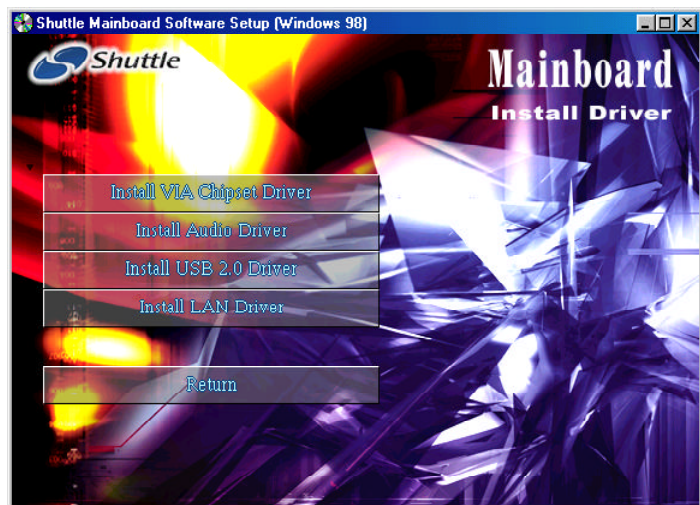 Shuttle Mainboard Software Setup (Windows 98)
Shuttle
Mainboard
Install Driver
Install VIA Chipset Driver
Install Audio Driver
Install USB 2.0 Driver
Install LAN Driver
Return